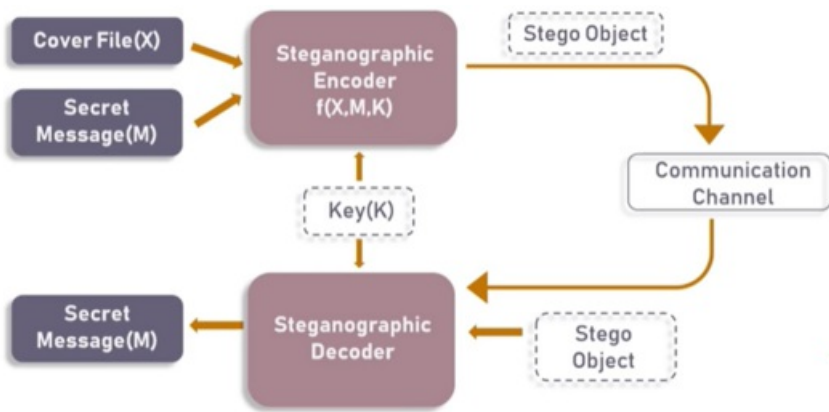 Cover File(X)
Secret
Message(M)
Steganographic
Encoder
f(X,M,K)
Stego Object
Communication
Channel
Key(K)
Secret
Message(M)
Steganographic
Decoder
Stego
Object